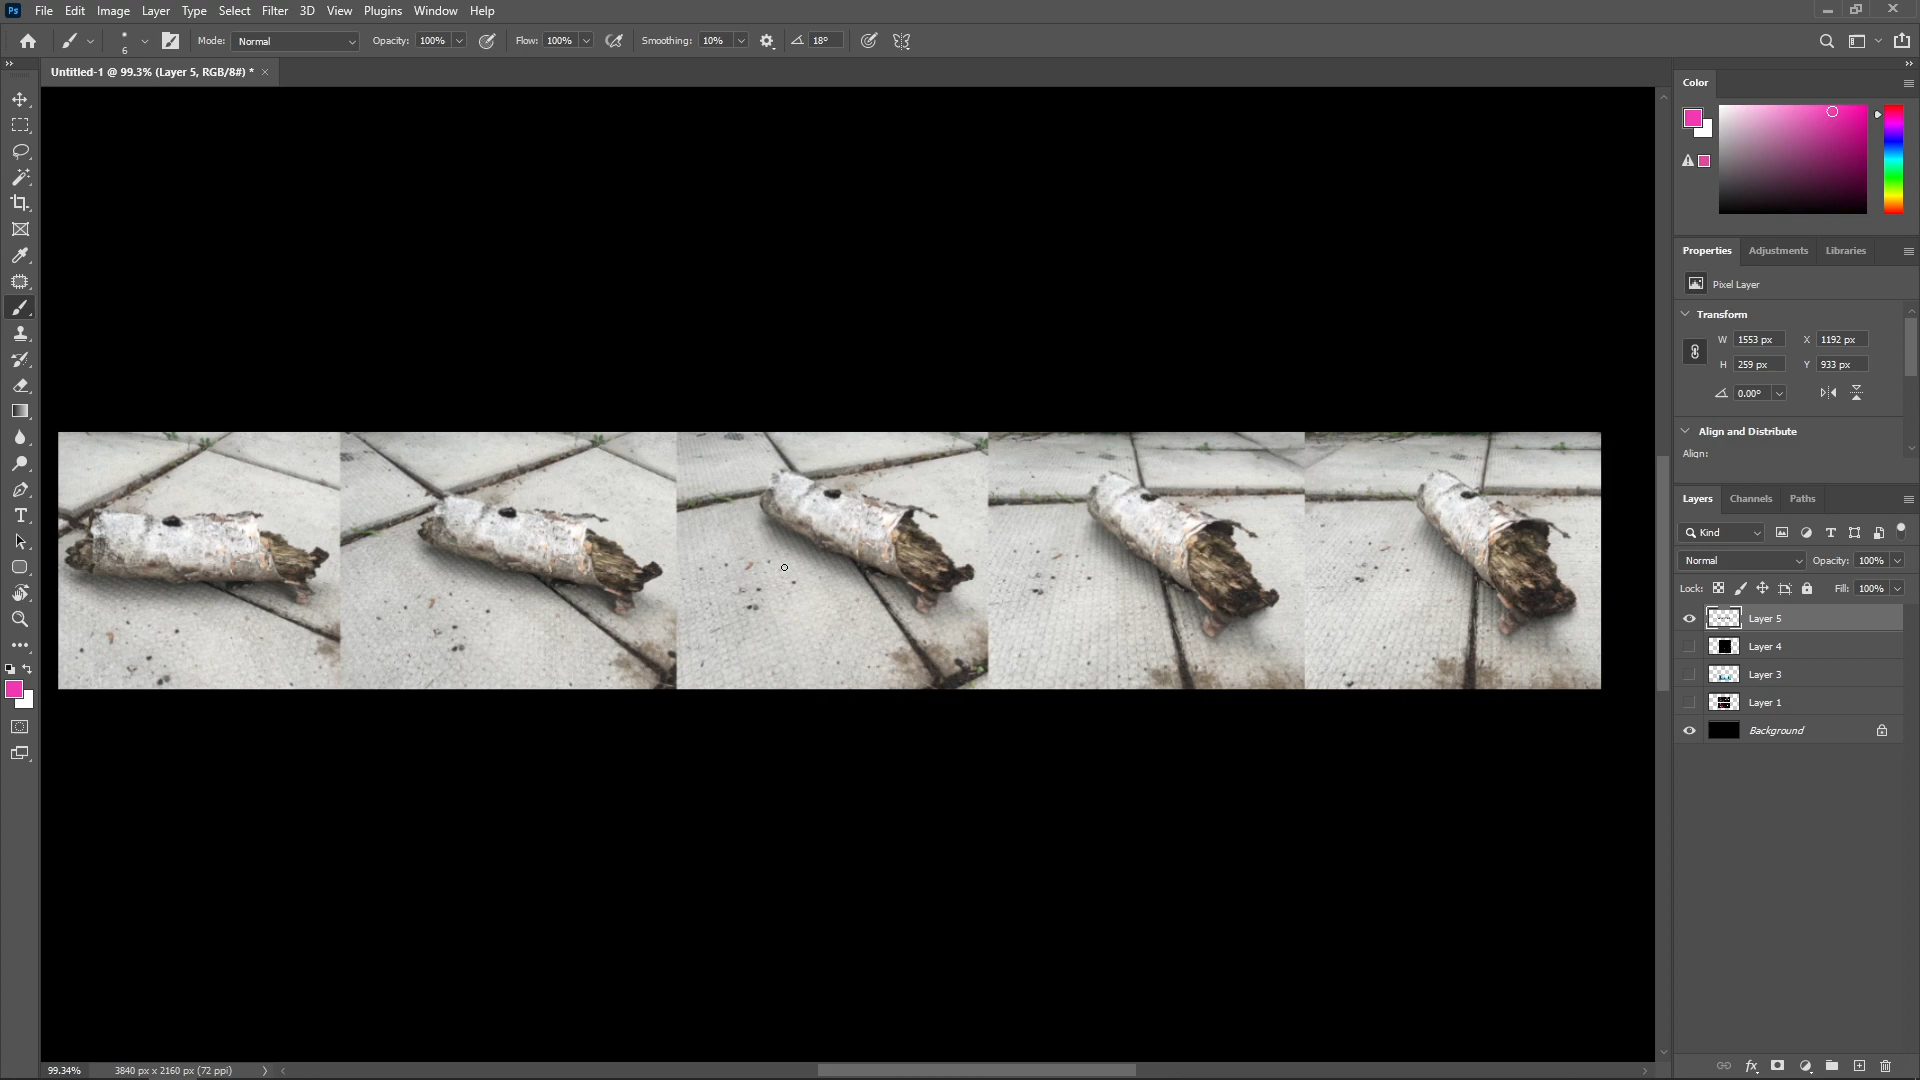 Ps File Edit Image Layer Type Select Filter 3D View Plugins Window Help
6 Mode: Normal Opacity: 100% Flow: 100% Smoothing: 10% 18°
Untitled-1 @ 99.3% (Layer 5, RGB/8#) * ×
Color
Properties Adjustments Libraries
Pixel Layer
Transform
W 1553 px X 1192 px
H 259 px Y 933 px
0.00°
Align and Distribute
Align:
Layers Channels Paths
Kind
Normal Opacity: 100%
Lock: Fill: 100%
Layer 5
Layer 4
Layer 3
Layer 1
Background
99.34% 3840 px x 2160 px (72 ppi)